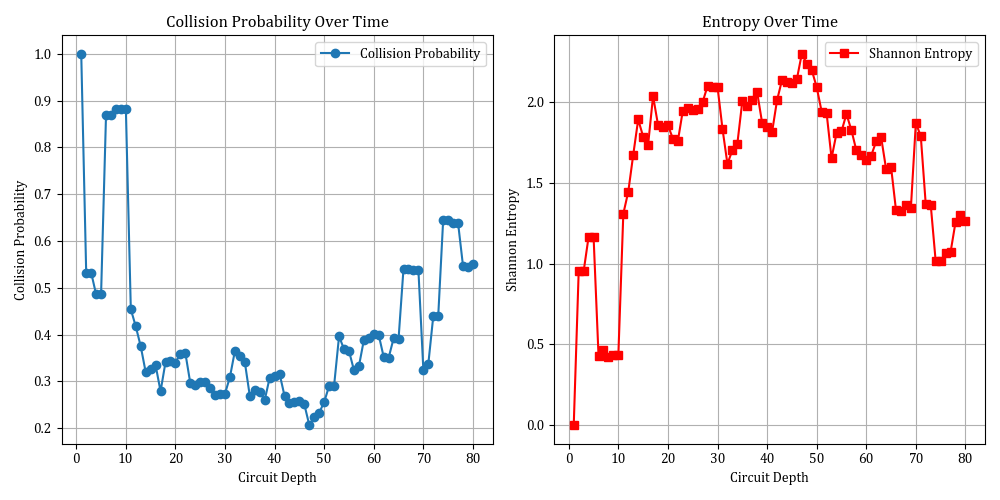 Collision Probability Over Time
Collision Probability
1.0
0.9
0.8
0.7
0.6
0.5
0.4
0.3
0.2
Collision Probability
0 10 20 30 40 50 60 70 80
Circuit Depth
Entropy Over Time
Shannon Entropy
2.0
1.5
1.0
0.5
0.0
Shannon Entropy
0 10 20 30 40 50 60 70 80
Circuit Depth